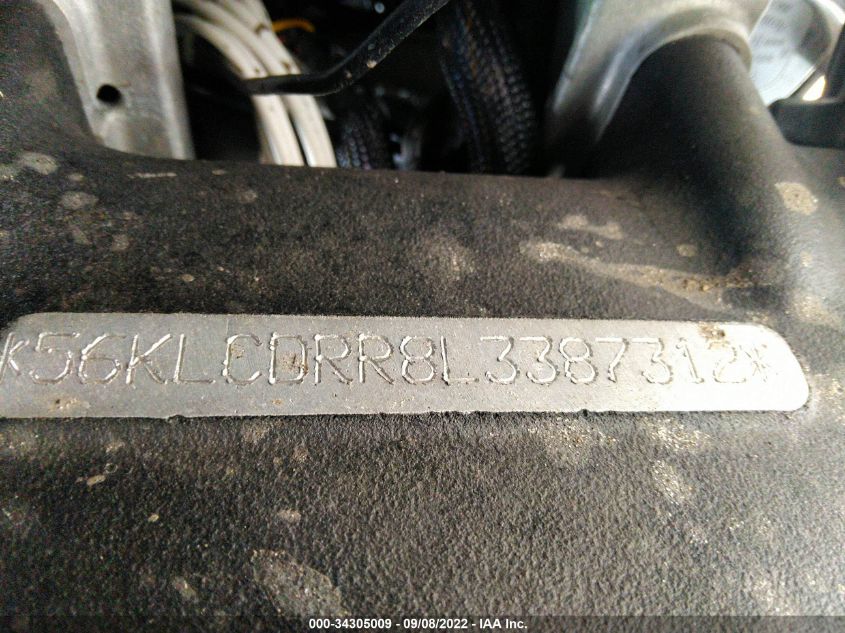 *56KLCDRR8L3387312*
000-34305009 - 09/08/2022 - IAA Inc.